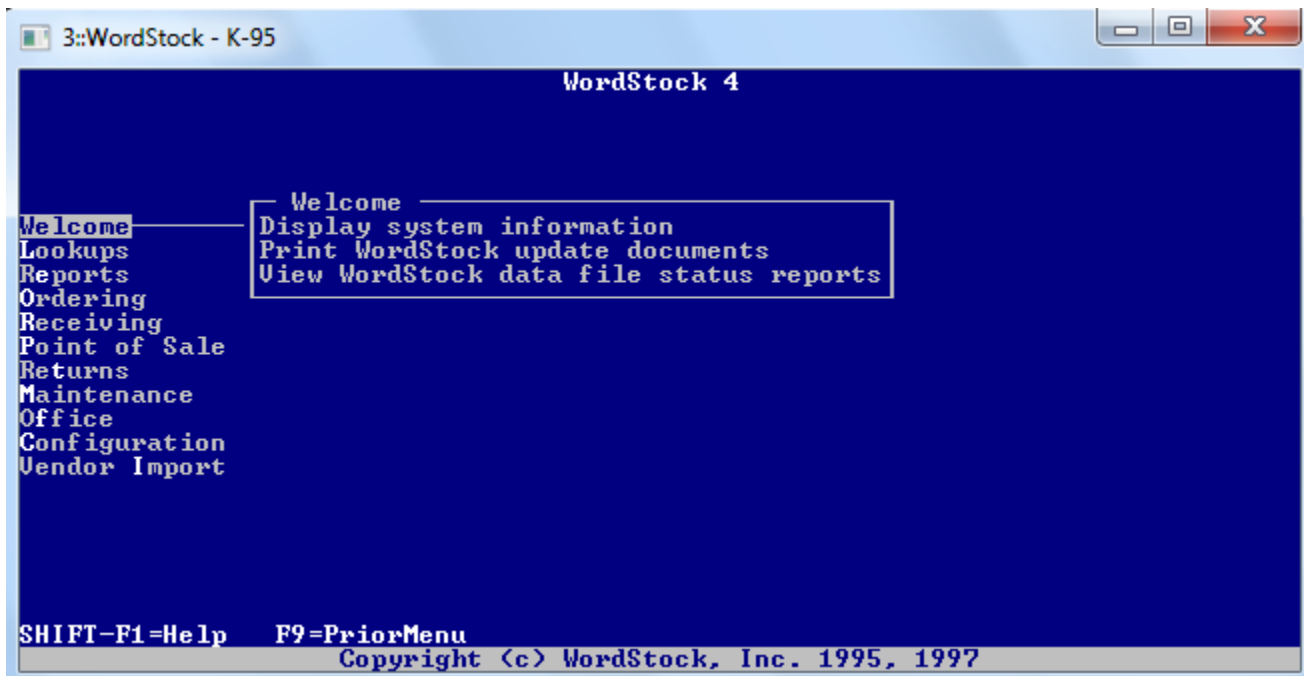 3::WordStock - K-95
WordStock 4
Welcome
Welcome
Display system information
Lookups
Print WordStock update documents
Reports
View WordStock data file status reports
Ordering
Receiving
Point of Sale
Returns
Maintenance
Office
Configuration
Vendor Import
SHIFT-F1=Help F9=PriorMenu
Copyright (c) WordStock, Inc. 1995, 1997